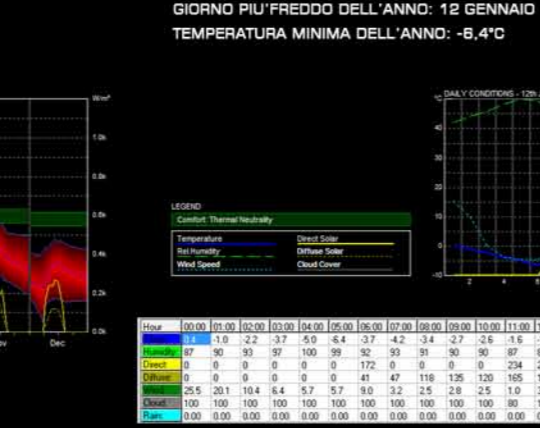 GIORNO PIU'FREDDO DELL'ANNO: 12 GENNAIO
TEMPERATURA MINIMA DELL'ANNO: -6,4°C
W/m²
1.0k
0.8k
0.6k
0.4k
0.2k
0.0k
Dec
LEGEND
Comfort: Thermal Neutrality
Temperature
Rel.Humidity
Wind Speed
Direct Solar
Diffuse Solar
Cloud Cover
°C DAILY CONDITIONS - 12th
40
30
20
10
0
-10
2 4
Hour 00:00 01:00 02:00 03:00 04:00 05:00 06:00 07:00 08:00 09:00 10:00 11:00
0.4 -1.0 -2.2 -3.7 -5.0 -6.4 -3.7 -4.2 -3.4 -2.7 -2.6 -1.6
Humidity: 87 90 93 97 100 99 92 93 91 90 90 87
Direct: 0 0 0 0 0 0 172 0 0 0 0 234
Diffuse: 0 0 0 0 0 0 41 47 118 135 120 165
Wind: 25.5 20.1 10.4 6.4 5.7 5.7 9.0 3.2 2.5 2.8 2.5 1.0
Cloud: 100 100 100 100 100 100 100 100 100 100 100 80
Rain: 0.00 0.00 0.00 0.00 0.00 0.00 0.00 0.00 0.00 0.00 0.00 0.00